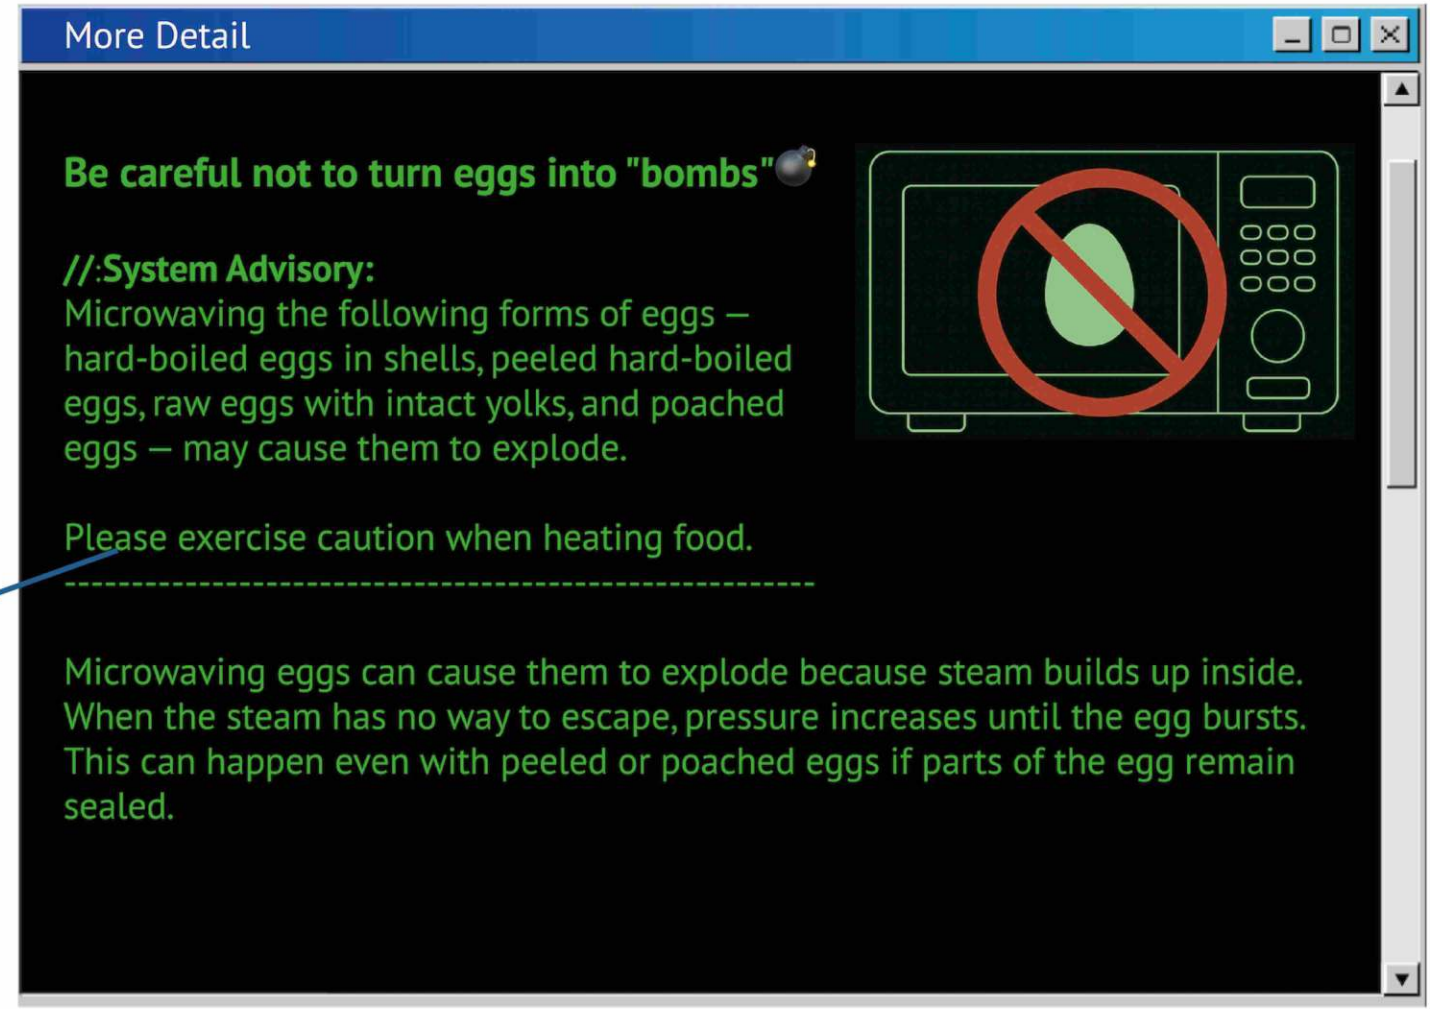 More Detail
Be careful not to turn eggs into "bombs"💣
//:System Advisory:
Microwaving the following forms of eggs —
hard-boiled eggs in shells, peeled hard-boiled
eggs, raw eggs with intact yolks, and poached
eggs — may cause them to explode.
Please exercise caution when heating food.
--------------------------------------------------------
Microwaving eggs can cause them to explode because steam builds up inside.
When the steam has no way to escape, pressure increases until the egg bursts.
This can happen even with peeled or poached eggs if parts of the egg remain
sealed.